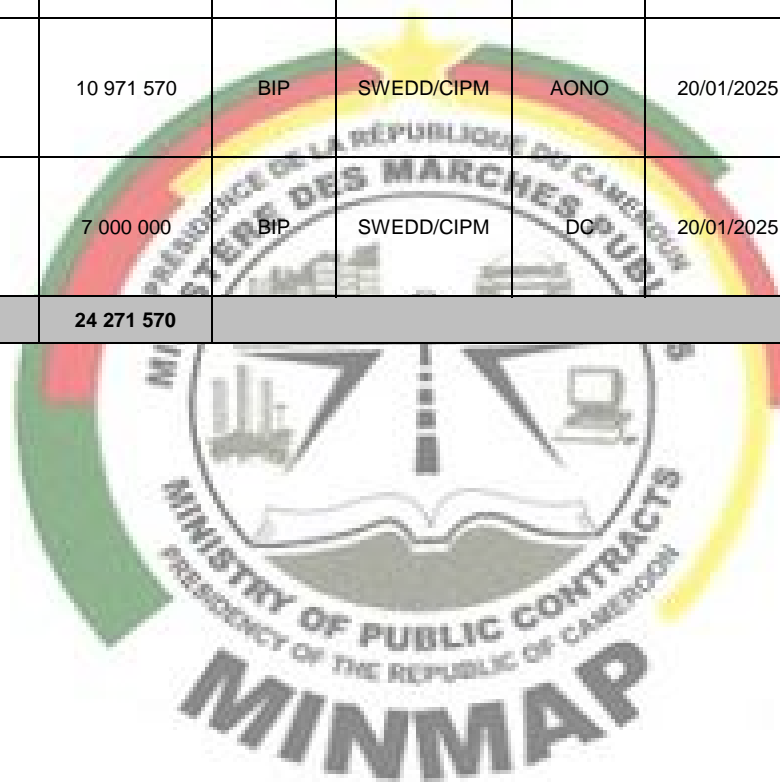 10 971 570 BIP SWEDD/CIPM AONO 20/01/2025
7 000 000 BIP SWEDD/CIPM DC 20/01/2025
24 271 570
PRÉSIDENCE DE LA RÉPUBLIQUE DU CAMEROUN
MINISTERE DES MARCHES PUBLICS
MINISTRY OF PUBLIC CONTRACTS
PRESIDENCY OF THE REPUBLIC OF CAMEROON
MINMAP